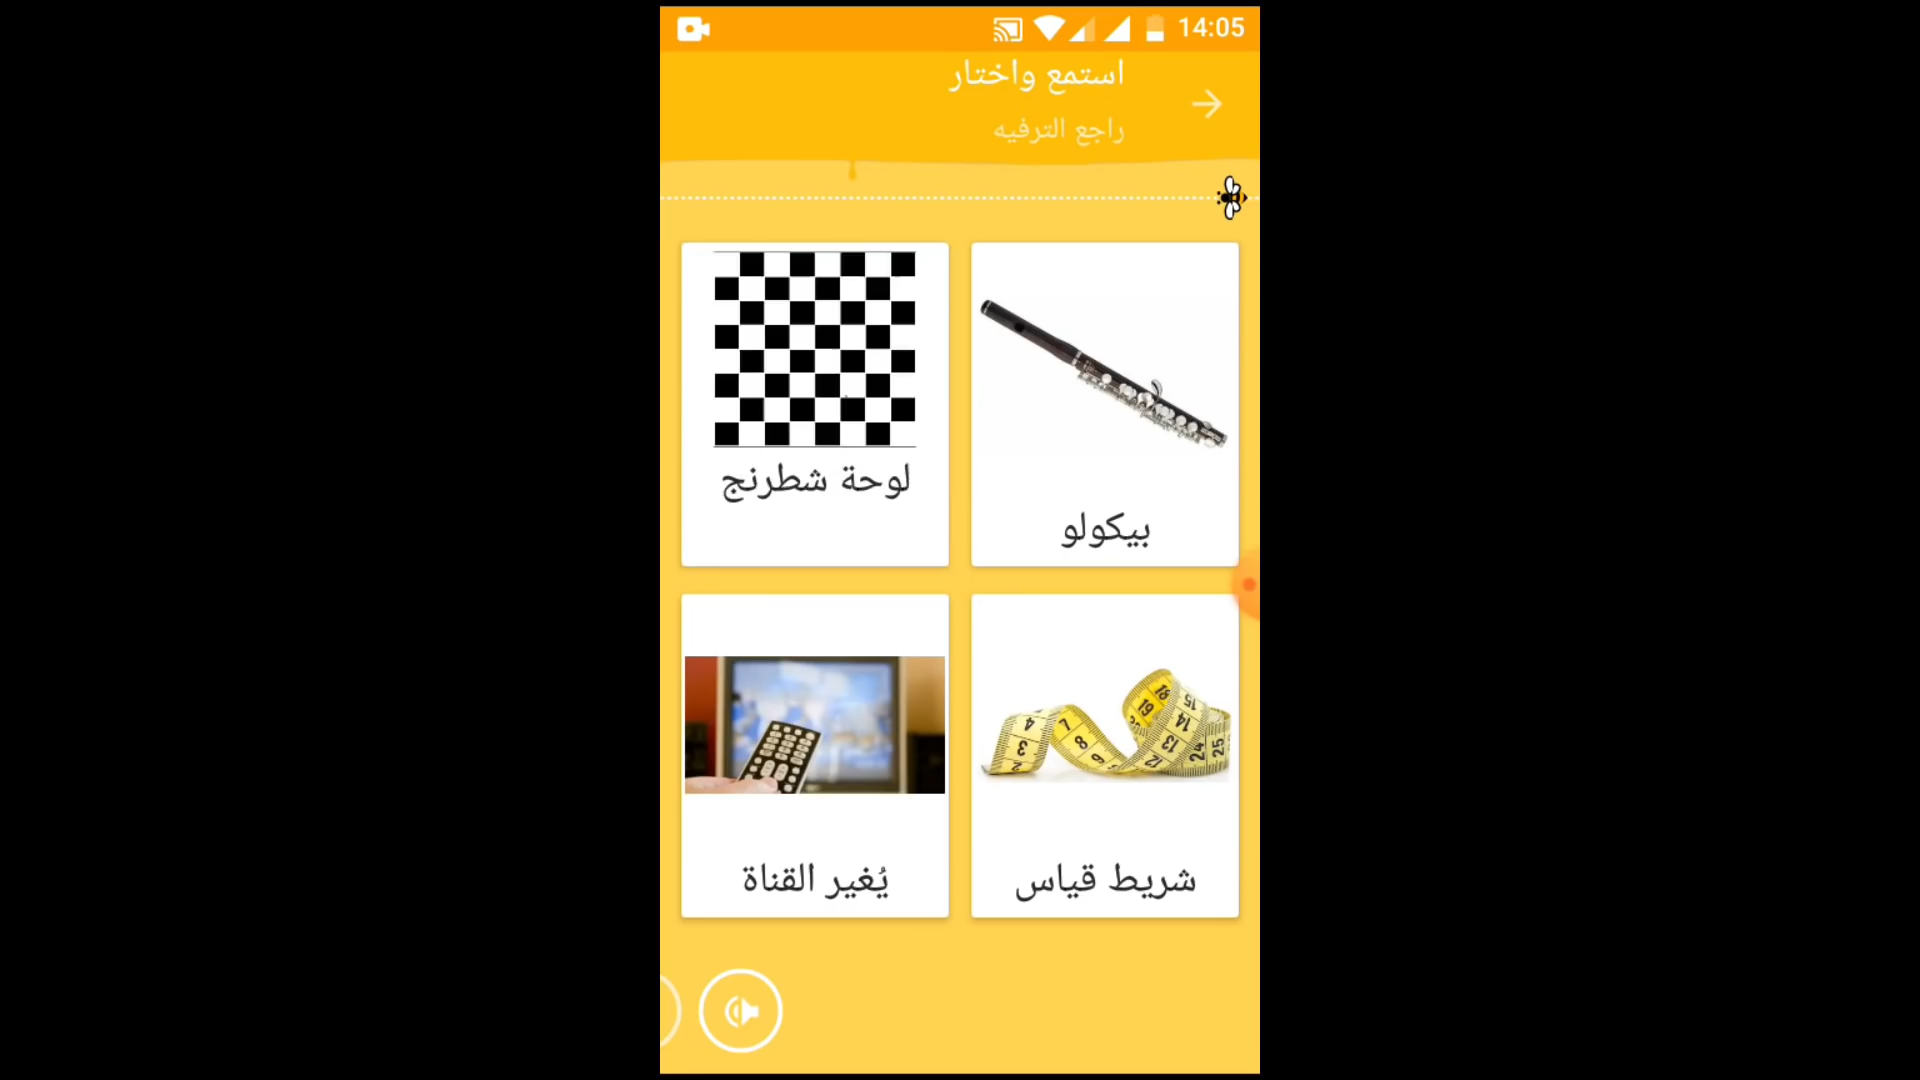 14:05
استمع واختار
راجع الترفيه
بيكولو
لوحة شطرنج
شريط قياس
يُغير القناة